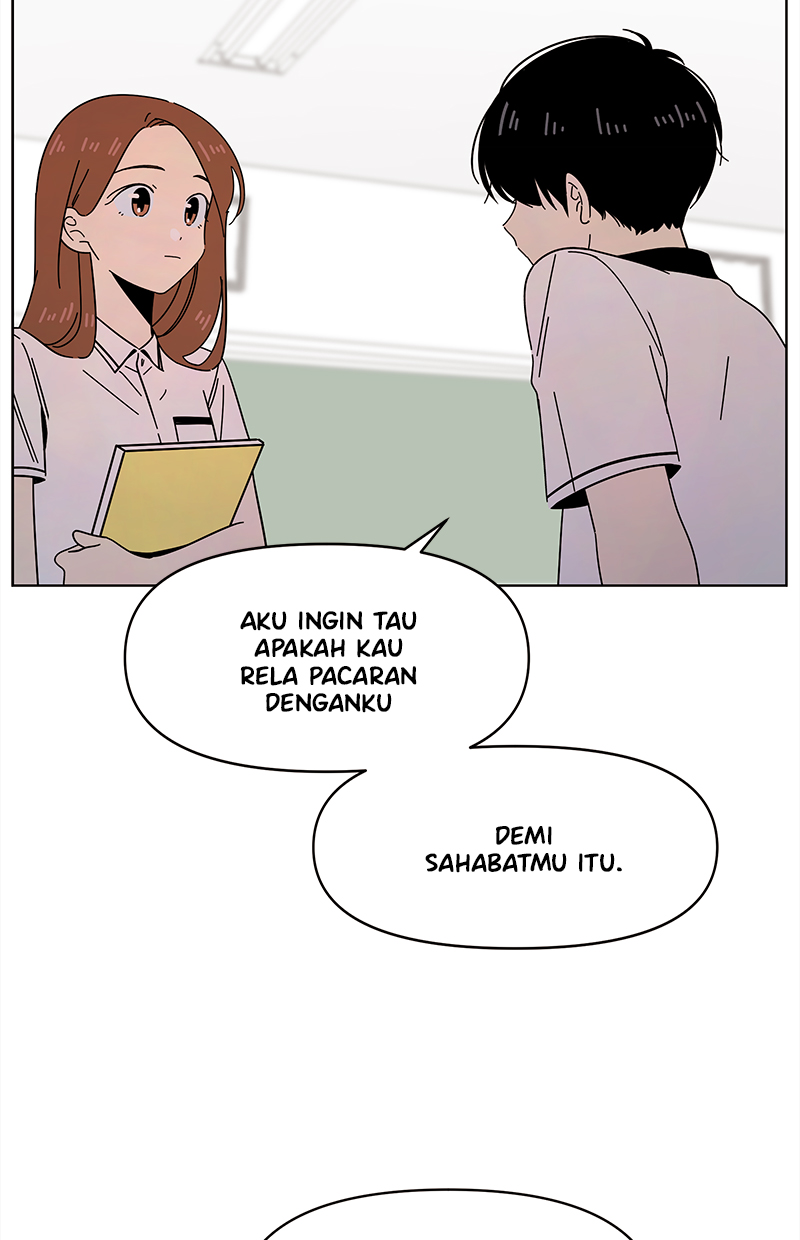 AKU INGIN TAU
APAKAH KAU
RELA PACARAN
DENGANKU
DEMI
SAHABATMU ITU.